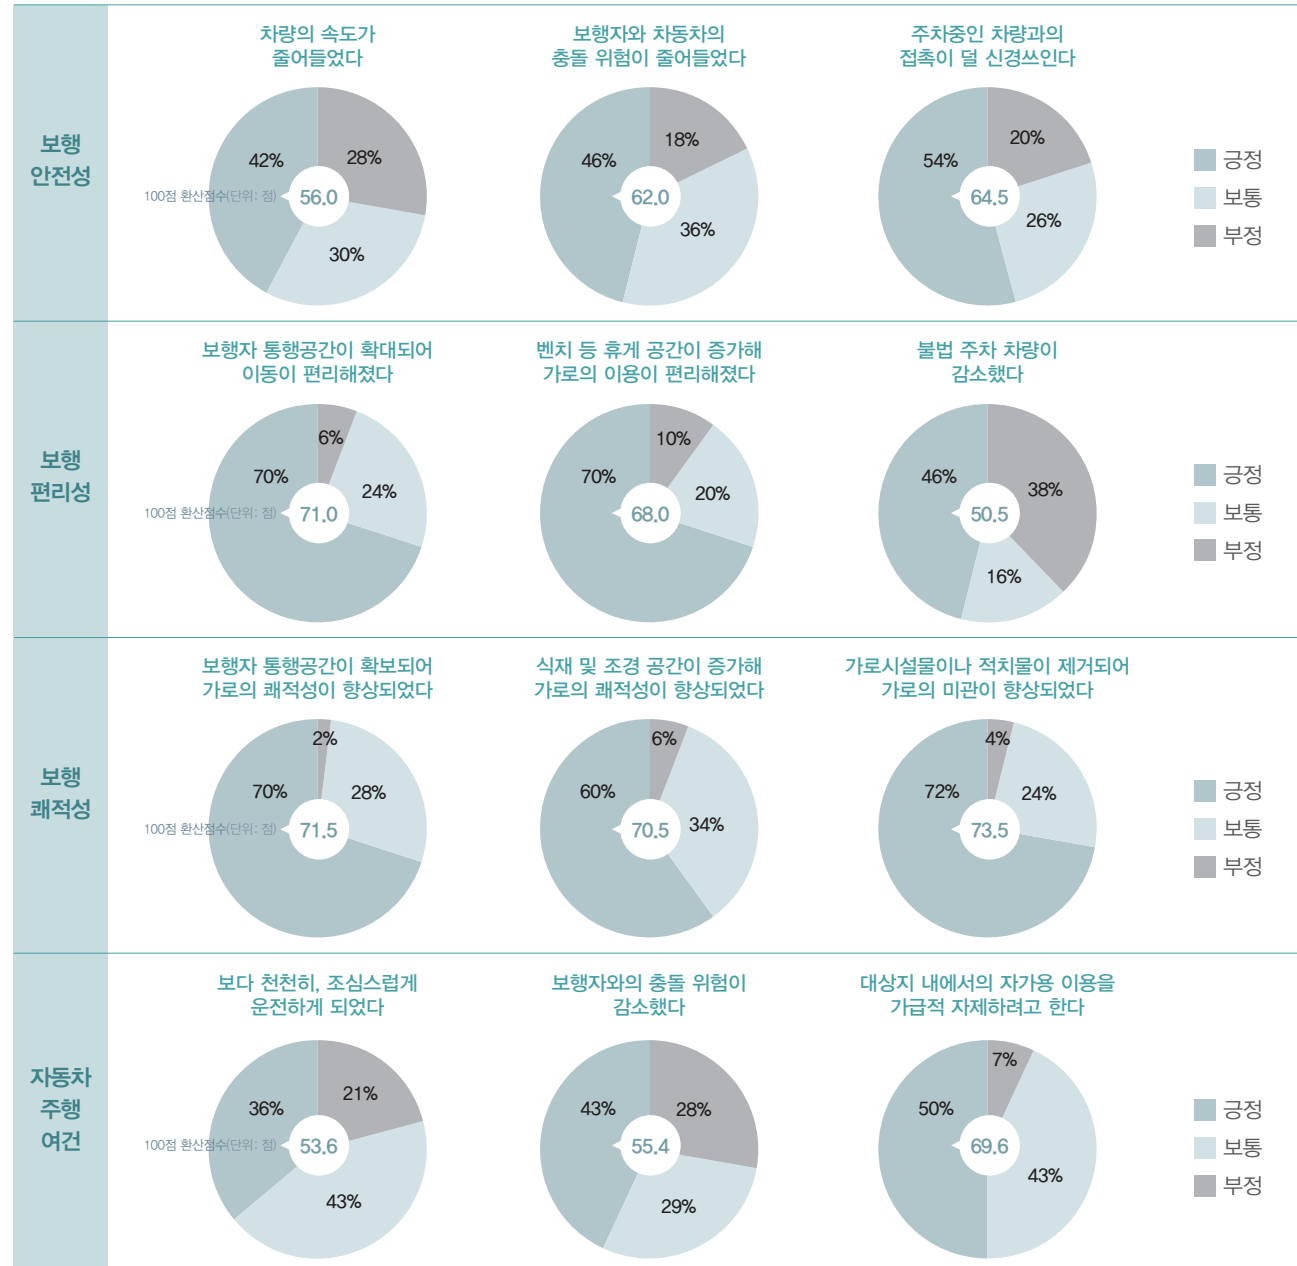 보행
안전성
차량의 속도가
줄어들었다
42%
28%
30%
100점 환산점수(단위: 점)
56.0
보행자와 차동차의
충돌 위험이 줄어들었다
46%
18%
36%
62.0
주차중인 차량과의
접촉이 덜 신경쓰인다
54%
20%
26%
64.5
긍정
보통
부정
보행
편리성
보행자 통행공간이 확대되어
이동이 편리해졌다
70%
6%
24%
100점 환산점수(단위: 점)
71.0
벤치 등 휴게 공간이 증가해
가로의 이용이 편리해졌다
70%
10%
20%
68.0
불법 주차 차량이
감소했다
46%
38%
16%
50.5
긍정
보통
부정
보행
쾌적성
보행자 통행공간이 확보되어
가로의 쾌적성이 향상되었다
2%
70%
28%
100점 환산점수(단위: 점)
71.5
식재 및 조경 공간이 증가해
가로의 쾌적성이 향상되었다
6%
60%
34%
70.5
가로시설물이나 적치물이 제거되어
가로의 미관이 향상되었다
4%
72%
24%
73.5
긍정
보통
부정
자동차
주행
여건
보다 천천히, 조심스럽게
운전하게 되었다
36%
21%
43%
100점 환산점수(단위: 점)
53.6
보행자와의 충돌 위험이
감소했다
43%
28%
29%
55.4
대상지 내에서의 자가용 이용을
가급적 자제하려고 한다
7%
50%
43%
69.6
긍정
보통
부정